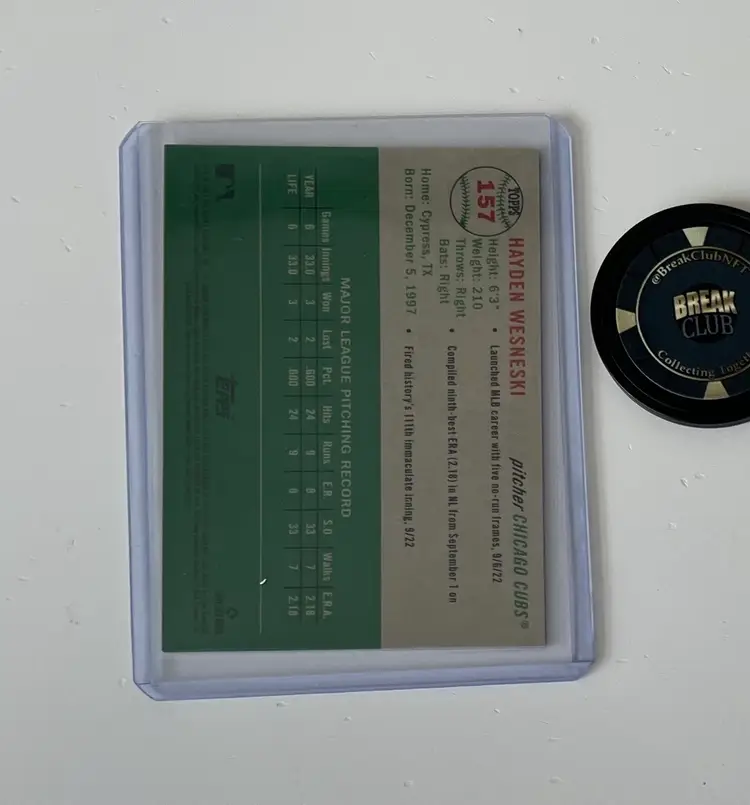 TOPPS
157
HAYDEN WESNESKI
pitcher CHICAGO CUBS®
Height: 6'3"
Weight: 210
Throws: Right
Bats: Right
Home: Cypress, TX
Born: December 5, 1997
• Launched MLB career with five no-run frames, 9/6/22
• Compiled ninth-best ERA (2.18) in NL from September 1 on
• Fired history's 111th immaculate inning, 9/22
MAJOR LEAGUE PITCHING RECORD
YEAR Games Innings Won Lost Pct. Hits Runs E.R. S.O Walks E.R.A.
6 33.0 3 2 .600 24 9 8 33 7 2.18
LIFE 6 33.0 3 2 .600 24 9 8 33 7 2.18
topps
@BreakClubNFL
BREAK
CLUB
Collecting Together